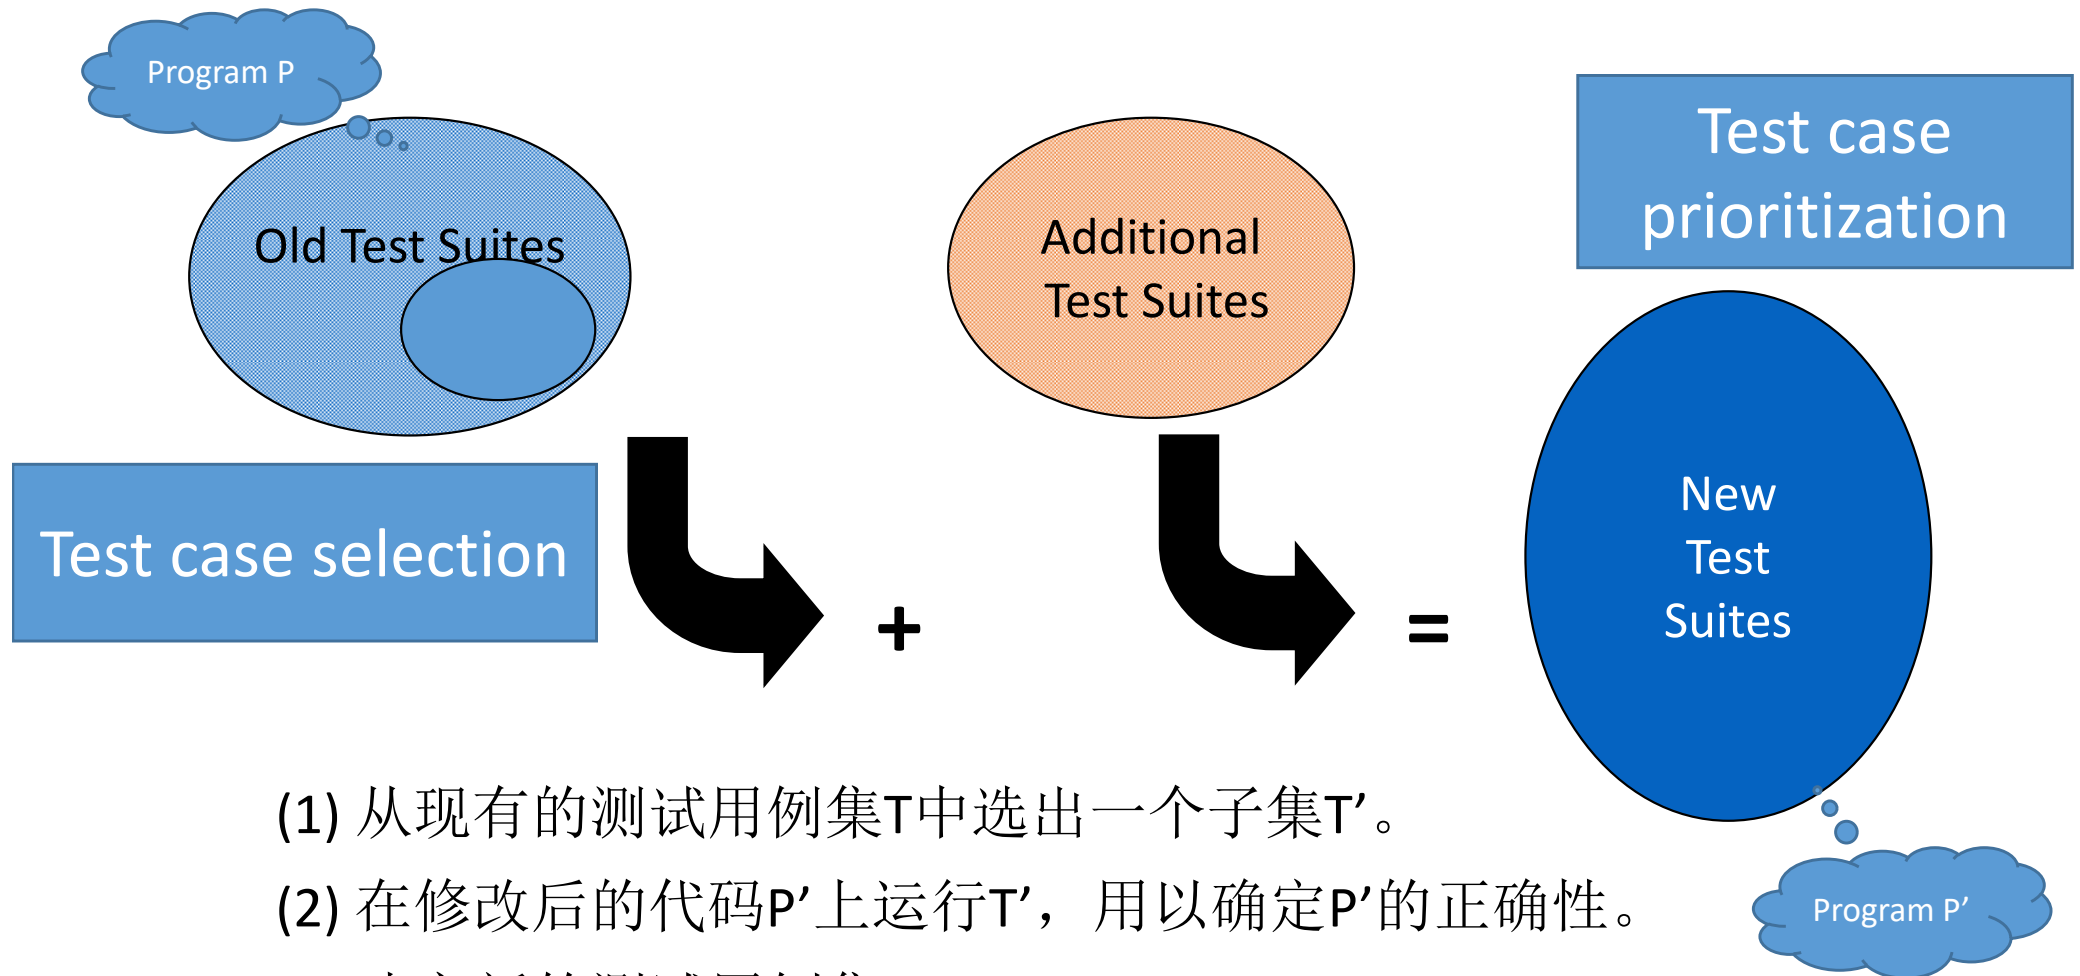 Program P
Old Test Suites
Additional
Test Suites
Test case
prioritization
Test case selection
+
=
New
Test
Suites
(1) 从现有的测试用例集T中选出一个子集T’。
(2) 在修改后的代码P’上运行T’，用以确定P’的正确性。
Program P’